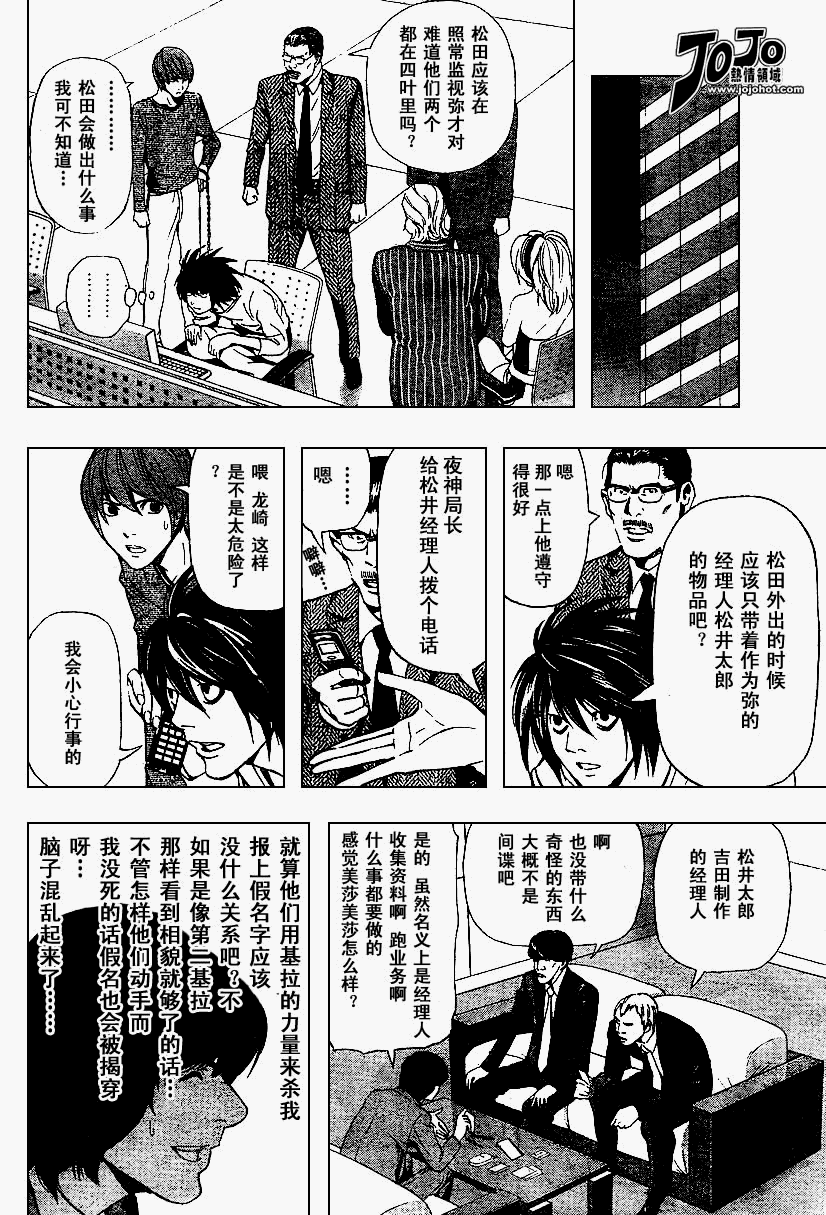 JOJO
熱情領域
www.jojohot.com
松田应该在
照常监视弥才对
难道他们两个
都在四叶里吗？
…………
松田会做出什么事
我可不知道…
……
松田外出的时候
应该只带着作为弥的
经理人松井太郎
的物品吧？
嗯
那一点上他遵守
得很好
夜神局长
给松井经理人拨个电话
……
嗯
喂 龙崎 这样
是不是太危险了
？
我会小心行事的
松井太郎
吉田制作
的经理人
啊
也没带什么
奇怪的东西
大概不是
间谍吧
是的 虽然名义上是经理人
收集资料啊 跑业务啊
什么事都要做的
感觉美莎美莎怎么样？
就算他们用基拉的力量来杀我
报上假名字应该
没什么关系吧？不
如果是像第二基拉
那样看到相貌就够了的话…
不管怎样他们动手而
我没死的话假名也会被揭穿
呀…
脑子混乱起来了……